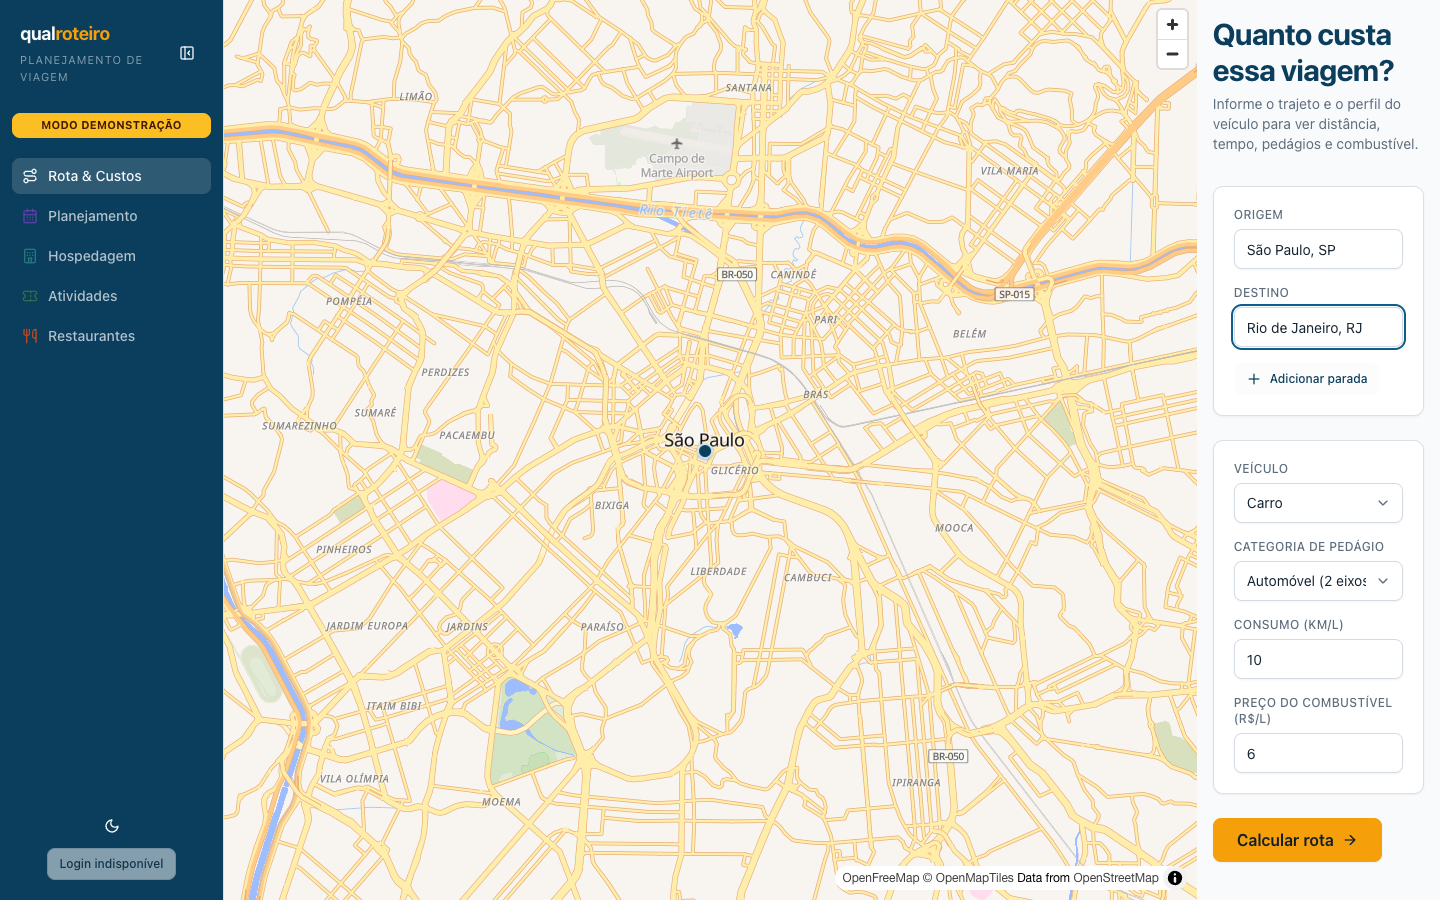 qualroteiro
PLANEJAMENTO DE
VIAGEM
MODO DEMONSTRAÇÃO
Rota & Custos
Planejamento
Hospedagem
Atividades
Restaurantes
Login indisponível
SANTANA
LIMÃO
Campo de
Marte Airport
VILA MARIA
Rio Tietê
BR-050
CANINDÉ
SP-015
POMPÉIA
PARI
BELÉM
PERDIZES
BRÁS
SUMARÉ
SUMAREZINHO
PACAEMBU
São Paulo
GLICÉRIO
BIXIGA
MOOCA
PINHEIROS
LIBERDADE
CAMBUCI
JARDIM EUROPA
JARDINS
PARAÍSO
ITAIM BIBI
BR-050
VILA OLÍMPIA
IPIRANGA
MOEMA
OpenFreeMap © OpenMapTiles Data from OpenStreetMap
Quanto custa
essa viagem?
Informe o trajeto e o perfil do
veículo para ver distância,
tempo, pedágios e combustível.
ORIGEM
São Paulo, SP
DESTINO
Rio de Janeiro, RJ
Adicionar parada
VEÍCULO
Carro
CATEGORIA DE PEDÁGIO
Automóvel (2 eixos
CONSUMO (KM/L)
10
PREÇO DO COMBUSTÍVEL
(R$/L)
6
Calcular rota